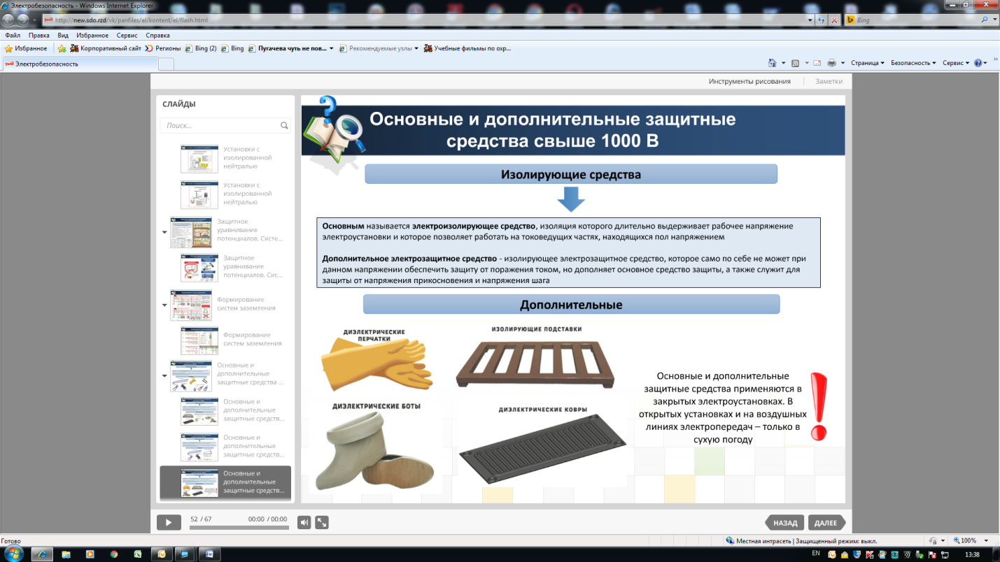 Электробезопасность - Windows Internet Explorer
http://new.sdo.rzd/vk/parifiles/el/kontent/el/flash.html
Bing
Файл Правка Вид Избранное Сервис Справка
Избранное Корпоративный сайт Регионы Bing (2) Bing Пугачева чуть не пов... Рекомендуемые узлы Учебные фильмы по охр...
Электробезопасность
Страница Безопасность Сервис
Инструменты рисования Заметки
СЛАЙДЫ
Поиск...
Установки с
изолированной
нейтралью
Установки с
изолированной
нейтралью
Защитное
уравнивание
потенциалов. Систе...
Защитное
уравнивание
потенциалов. Сис...
Формирование
систем заземления
Формирование
систем заземления
Основные и
дополнительные
защитные средства ...
Основные и
дополнительные
защитные средств...
Основные и
дополнительные
защитные средств...
Основные и
дополнительные
защитные средств...
Основные и дополнительные защитные
средства свыше 1000 В
Изолирующие средства
Основным называется электроизолирующее средство, изоляция которого длительно выдерживает рабочее напряжение
электроустановки и которое позволяет работать на токоведущих частях, находящихся пол напряжением
Дополнительное электрозащитное средство - изолирующее электрозащитное средство, которое само по себе не может при
данном напряжении обеспечить защиту от поражения током, но дополняет основное средство защиты, а также служит для
защиты от напряжения прикосновения и напряжения шага
Дополнительные
ДИЭЛЕКТРИЧЕСКИЕ
ПЕРЧАТКИ
ИЗОЛИРУЮЩИЕ ПОДСТАВКИ
ДИЭЛЕКТРИЧЕСКИЕ БОТЫ
ДИЭЛЕКТРИЧЕСКИЕ КОВРЫ
Основные и дополнительные
защитные средства применяются в
закрытых электроустановках. В
открытых установках и на воздушных
линиях электропередач – только в
сухую погоду
52 / 67 00:00 / 00:00
НАЗАД ДАЛЕЕ
Готово
Местная интрасеть | Защищенный режим: выкл.
100%
EN
13:38